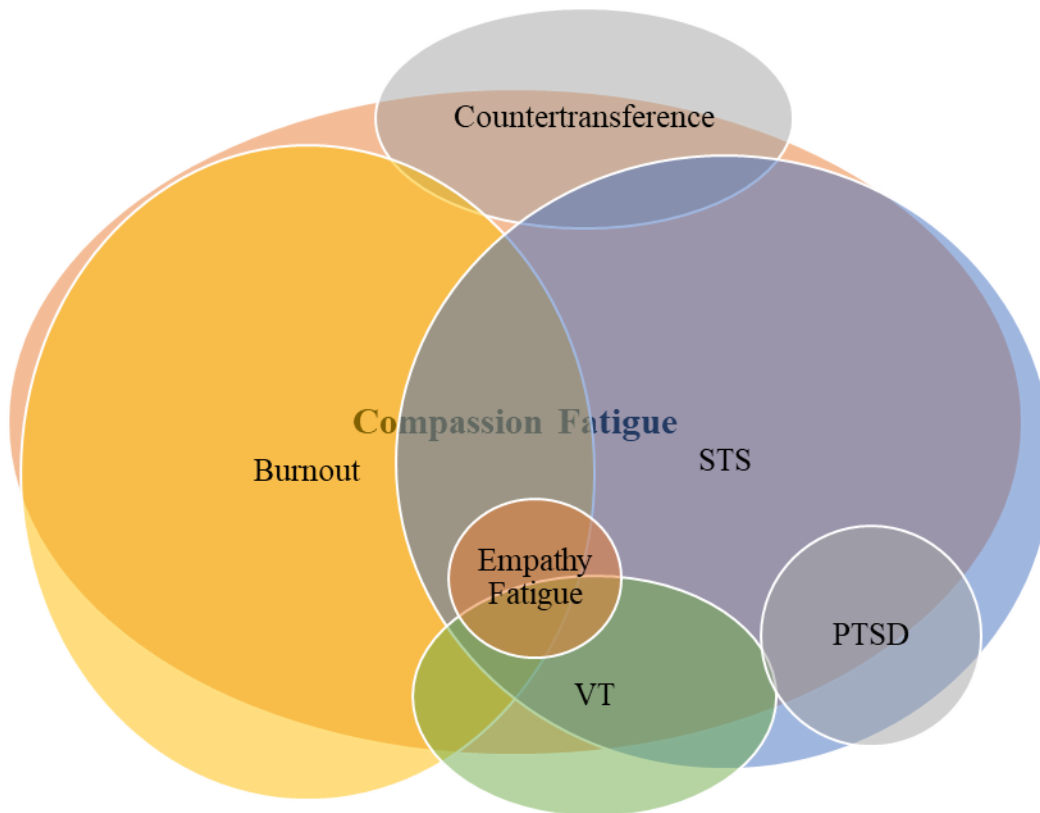 Countertransference
Compassion Fatigue
Burnout
STS
Empathy
Fatigue
PTSD
VT